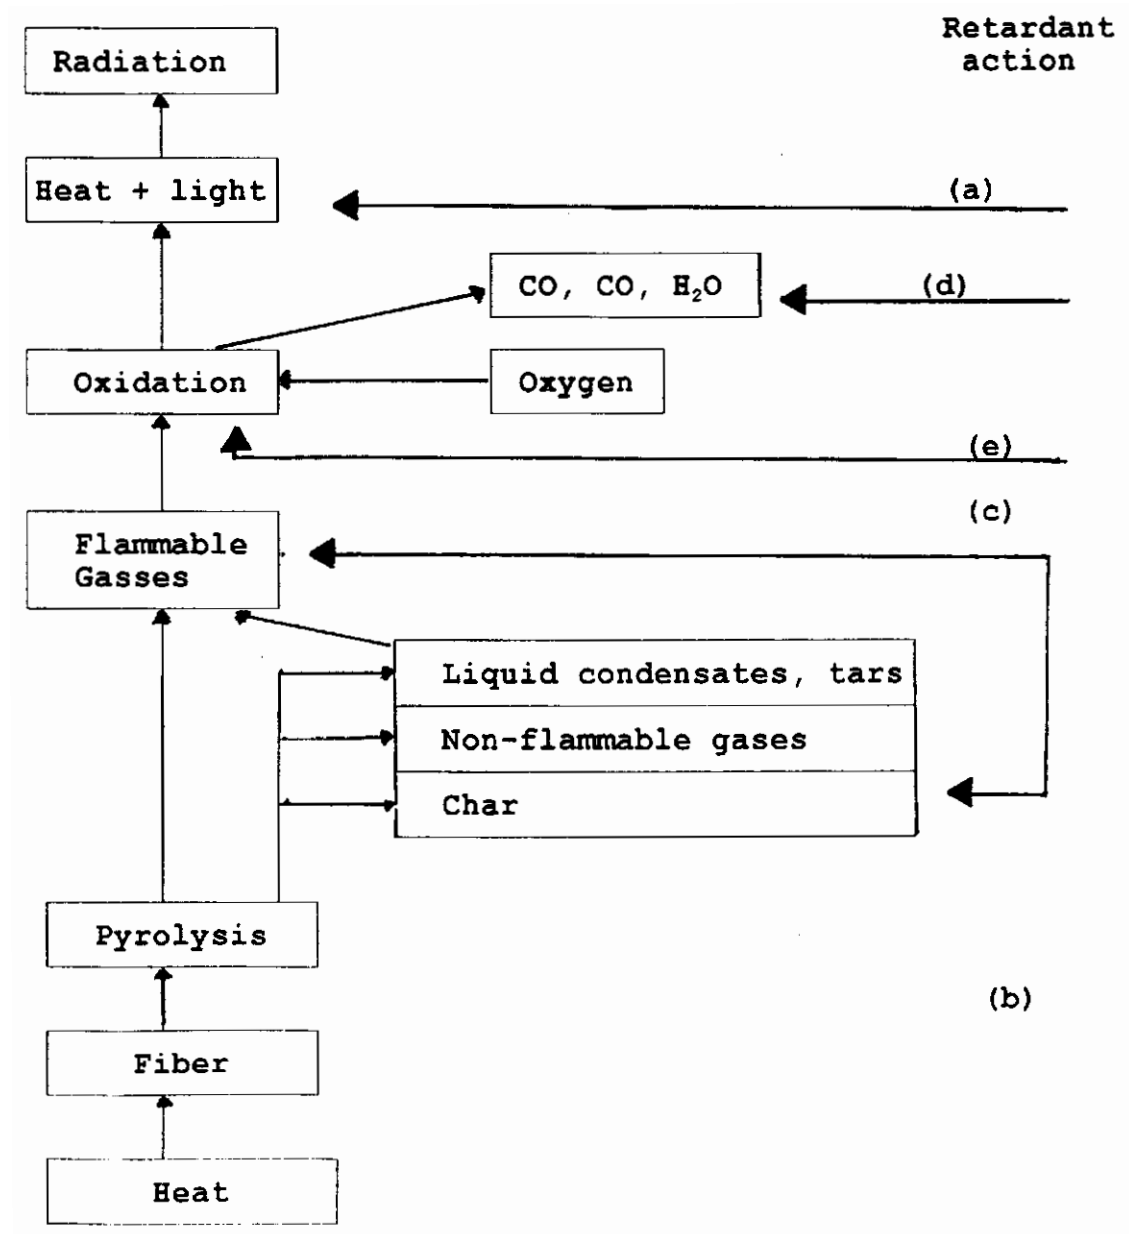 Retardant
action
Radiation
Heat + light
(a)
CO, CO, H₂O
(d)
Oxidation
Oxygen
(e)
(c)
Flammable
Gasses
Liquid condensates, tars
Non-flammable gases
Char
Pyrolysis
(b)
Fiber
Heat